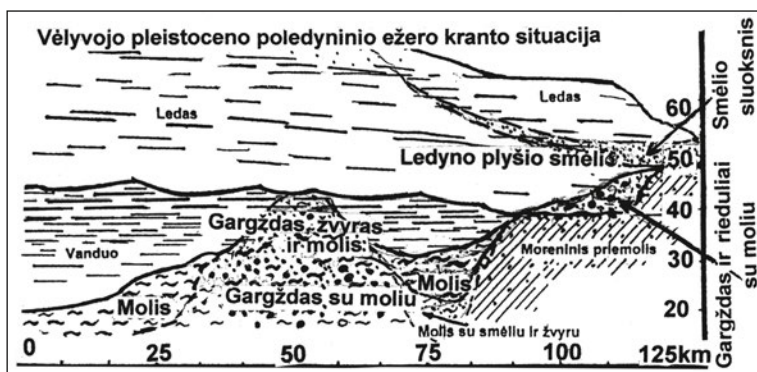 Vėlyvojo pleistoceno poledyninio ežero kranto situacija
Ledas
Ledas
60
Smėlio
sluoksnis
Ledyno plyšio smėlis
50
Gargždas, žvyras
ir molis
40
Vanduo
Moreninis priemolis
30
Molis
Gargždas su moliu
Molis
20
Molis su smėliu ir žvyru
Gargždas ir rieduliai
su moliu
0 25 50 75 100 125km